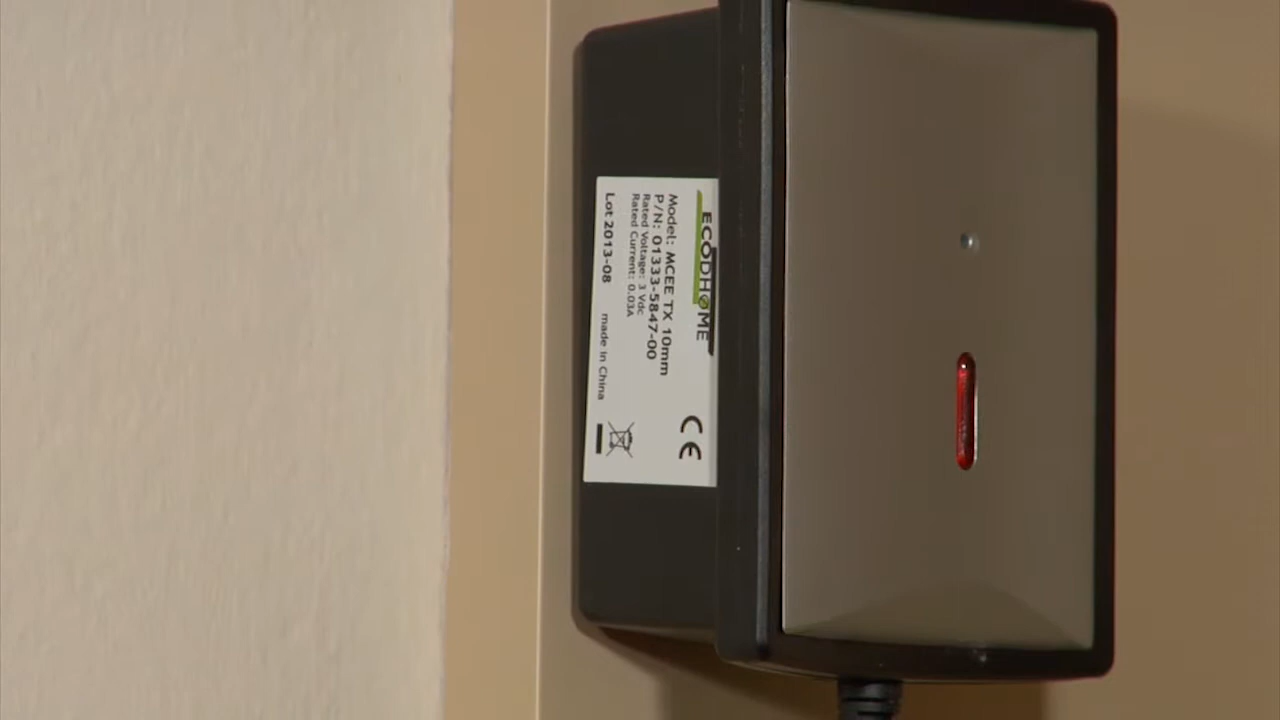 ECODHOME
Model: MCEE TX 10mm
P/N: 01333-5847-00
Rated Voltage: 3 Vdc
Rated Current: 0.03A
Lot 2013-08 made in China
CE